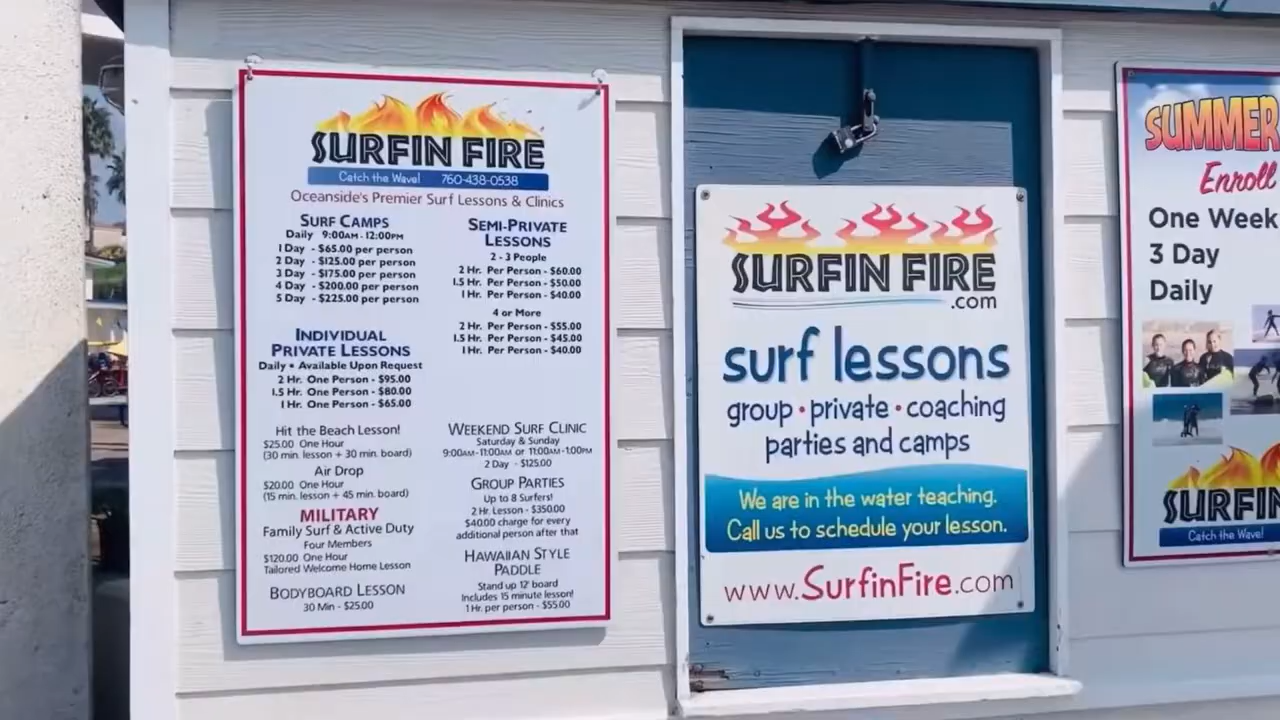 SURFIN FIRE
Catch the Wave! 760-438-0538
Oceanside's Premier Surf Lessons & Clinics
SURF CAMPS
Daily 9:00AM - 12:00PM
1 Day - $65.00 per person
2 Day - $125.00 per person
3 Day - $175.00 per person
4 Day - $200.00 per person
5 Day - $225.00 per person
INDIVIDUAL
PRIVATE LESSONS
Daily • Available Upon Request
2 Hr. One Person - $95.00
1.5 Hr. One Person - $80.00
1 Hr. One Person - $65.00
Hit the Beach Lesson!
$25.00 One Hour
(30 min. lesson + 30 min. board)
Air Drop
$20.00 One Hour
(15 min. lesson + 45 min. board)
MILITARY
Family Surf & Active Duty
Four Members
$120.00 One Hour
Tailored Welcome Home Lesson
BODYBOARD LESSON
30 Min - $25.00
SEMI-PRIVATE
LESSONS
2 - 3 People
2 Hr. Per Person - $60.00
1.5 Hr. Per Person - $50.00
1 Hr. Per Person - $40.00
4 or More
2 Hr. Per Person - $55.00
1.5 Hr. Per Person - $45.00
1 Hr. Per Person - $40.00
WEEKEND SURF CLINIC
Saturday & Sunday
9:00AM-11:00AM or 11:00AM-1:00PM
2 Day - $125.00
GROUP PARTIES
Up to 8 Surfers!
2 Hr. Lesson - $350.00
$40.00 charge for every
additional person after that
HAWAIIAN STYLE
PADDLE
Stand up 12' board
Includes 15 minute lesson!
1 Hr. per person - $55.00
SURFIN FIRE
.com
surf lessons
group • private • coaching
parties and camps
We are in the water teaching.
Call us to schedule your lesson.
www.SurfinFire.com
SUMMER
Enroll
One Week
3 Day
Daily
SURFIN
Catch the Wave!